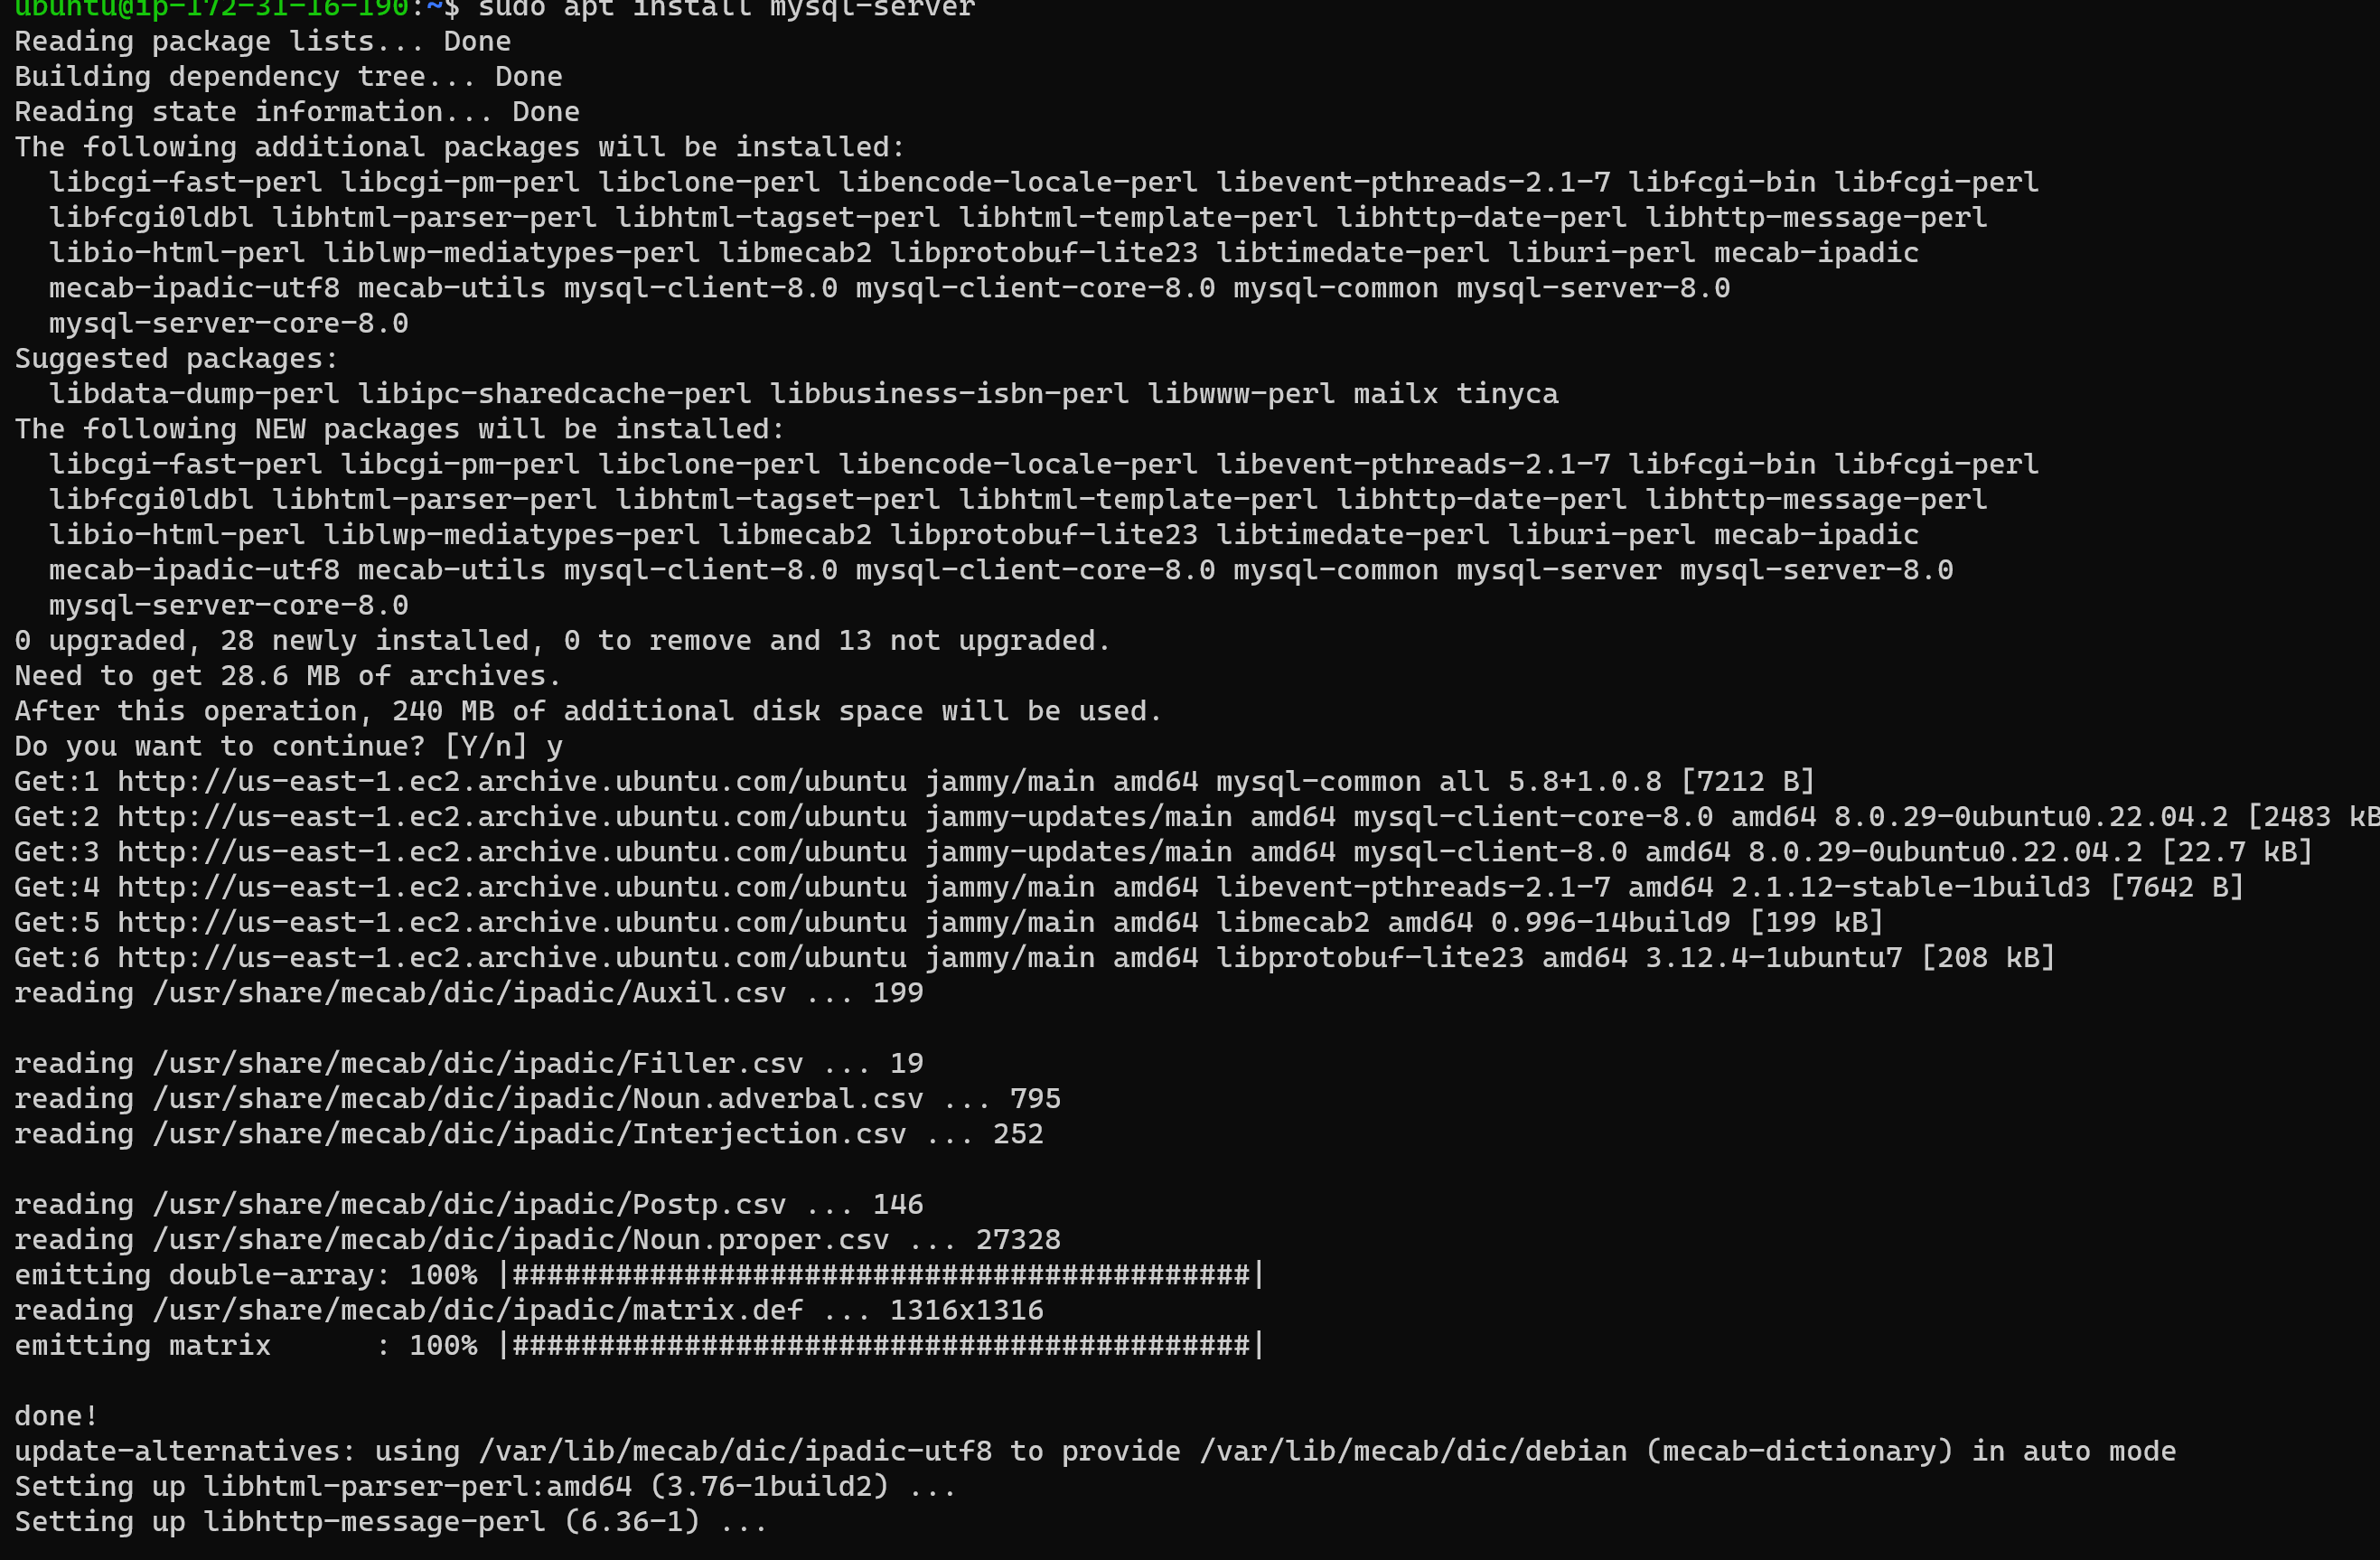 ubuntu@ip-172-31-16-190:~$ sudo apt install mysql-server
Reading package lists... Done
Building dependency tree... Done
Reading state information... Done
The following additional packages will be installed:
  libcgi-fast-perl libcgi-pm-perl libclone-perl libencode-locale-perl libevent-pthreads-2.1-7 libfcgi-bin libfcgi-perl
  libfcgi0ldbl libhtml-parser-perl libhtml-tagset-perl libhtml-template-perl libhttp-date-perl libhttp-message-perl
  libio-html-perl liblwp-mediatypes-perl libmecab2 libprotobuf-lite23 libtimedate-perl liburi-perl mecab-ipadic
  mecab-ipadic-utf8 mecab-utils mysql-client-8.0 mysql-client-core-8.0 mysql-common mysql-server-8.0
  mysql-server-core-8.0
Suggested packages:
  libdata-dump-perl libipc-sharedcache-perl libbusiness-isbn-perl libwww-perl mailx tinyca
The following NEW packages will be installed:
  libcgi-fast-perl libcgi-pm-perl libclone-perl libencode-locale-perl libevent-pthreads-2.1-7 libfcgi-bin libfcgi-perl
  libfcgi0ldbl libhtml-parser-perl libhtml-tagset-perl libhtml-template-perl libhttp-date-perl libhttp-message-perl
  libio-html-perl liblwp-mediatypes-perl libmecab2 libprotobuf-lite23 libtimedate-perl liburi-perl mecab-ipadic
  mecab-ipadic-utf8 mecab-utils mysql-client-8.0 mysql-client-core-8.0 mysql-common mysql-server mysql-server-8.0
  mysql-server-core-8.0
0 upgraded, 28 newly installed, 0 to remove and 13 not upgraded.
Need to get 28.6 MB of archives.
After this operation, 240 MB of additional disk space will be used.
Do you want to continue? [Y/n] y
Get:1 http://us-east-1.ec2.archive.ubuntu.com/ubuntu jammy/main amd64 mysql-common all 5.8+1.0.8 [7212 B]
Get:2 http://us-east-1.ec2.archive.ubuntu.com/ubuntu jammy-updates/main amd64 mysql-client-core-8.0 amd64 8.0.29-0ubuntu0.22.04.2 [2483 kB
Get:3 http://us-east-1.ec2.archive.ubuntu.com/ubuntu jammy-updates/main amd64 mysql-client-8.0 amd64 8.0.29-0ubuntu0.22.04.2 [22.7 kB]
Get:4 http://us-east-1.ec2.archive.ubuntu.com/ubuntu jammy/main amd64 libevent-pthreads-2.1-7 amd64 2.1.12-stable-1build3 [7642 B]
Get:5 http://us-east-1.ec2.archive.ubuntu.com/ubuntu jammy/main amd64 libmecab2 amd64 0.996-14build9 [199 kB]
Get:6 http://us-east-1.ec2.archive.ubuntu.com/ubuntu jammy/main amd64 libprotobuf-lite23 amd64 3.12.4-1ubuntu7 [208 kB]
reading /usr/share/mecab/dic/ipadic/Auxil.csv ... 199

reading /usr/share/mecab/dic/ipadic/Filler.csv ... 19
reading /usr/share/mecab/dic/ipadic/Noun.adverbal.csv ... 795
reading /usr/share/mecab/dic/ipadic/Interjection.csv ... 252

reading /usr/share/mecab/dic/ipadic/Postp.csv ... 146
reading /usr/share/mecab/dic/ipadic/Noun.proper.csv ... 27328
emitting double-array: 100% |###########################################|
reading /usr/share/mecab/dic/ipadic/matrix.def ... 1316x1316
emitting matrix      : 100% |###########################################|

done!
update-alternatives: using /var/lib/mecab/dic/ipadic-utf8 to provide /var/lib/mecab/dic/debian (mecab-dictionary) in auto mode
Setting up libhtml-parser-perl:amd64 (3.76-1build2) ...
Setting up libhttp-message-perl (6.36-1) ...